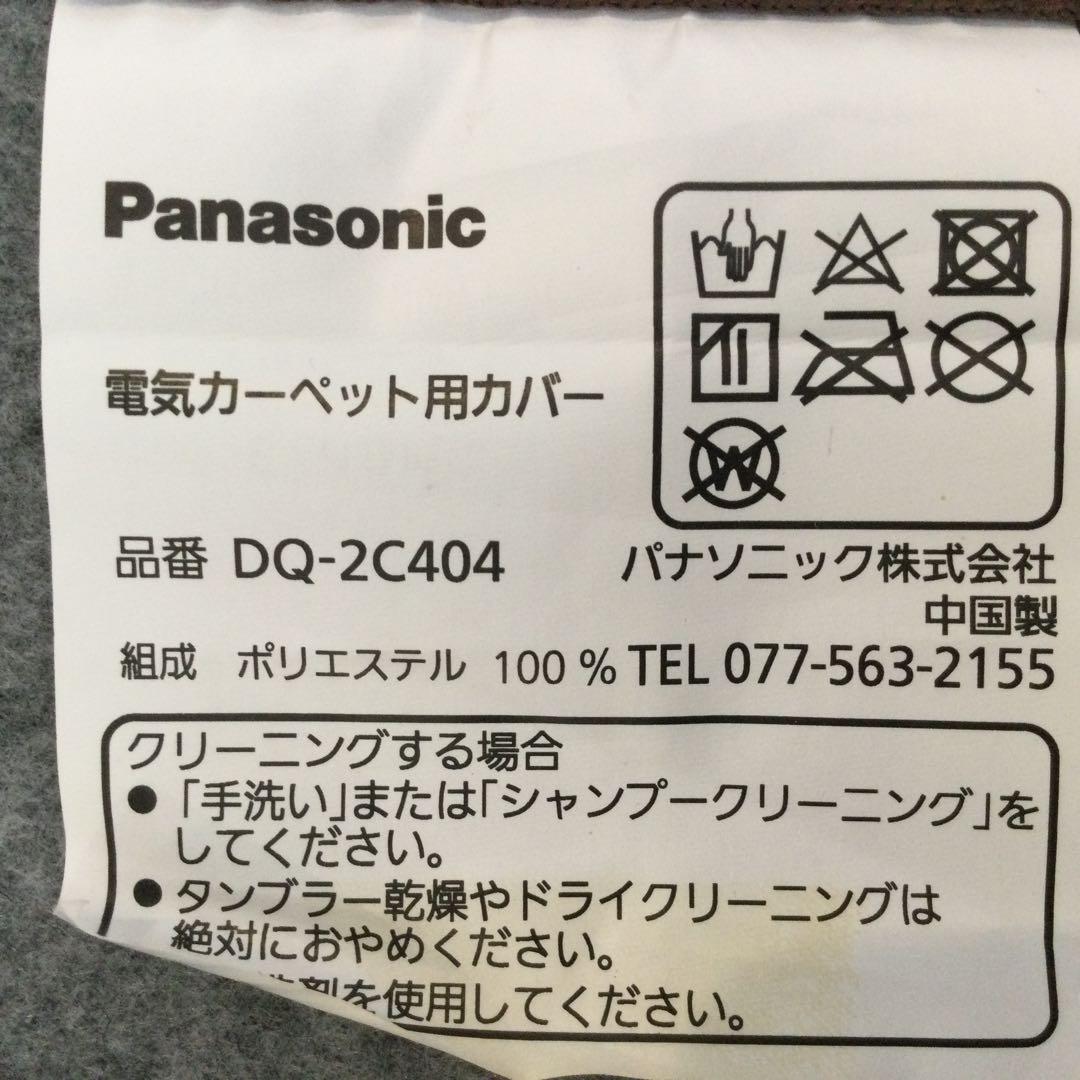 Panasonic
電気カーペット用カバー
品番 DQ-2C404
組成 ポリエステル 100 %
パナソニック株式会社
中国製
TEL 077-563-2155
クリーニングする場合
● 「手洗い」または「シャンプークリーニング」を
してください。
● タンブラー乾燥やドライクリーニングは
絶対におやめください。
洗剤を使用してください。
W